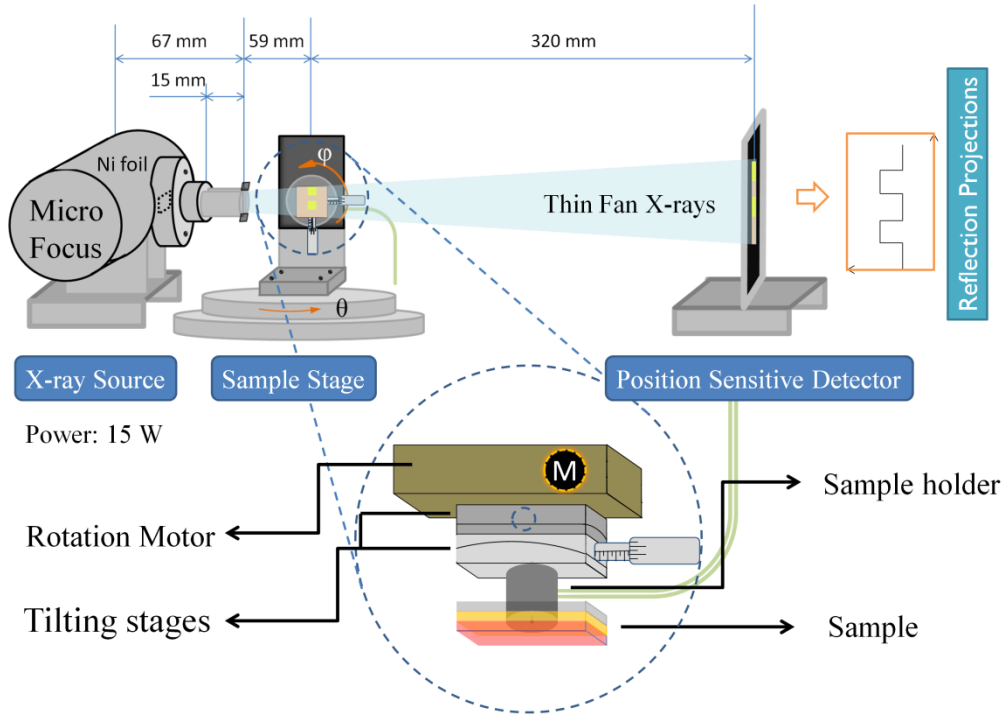 67 mm
59 mm
320 mm
15 mm
Ni foil
Micro
Focus
φ
θ
Thin Fan X-rays
Reflection Projections
X-ray Source
Sample Stage
Position Sensitive Detector
Power: 15 W
M
Sample holder
Rotation Motor
Tilting stages
Sample